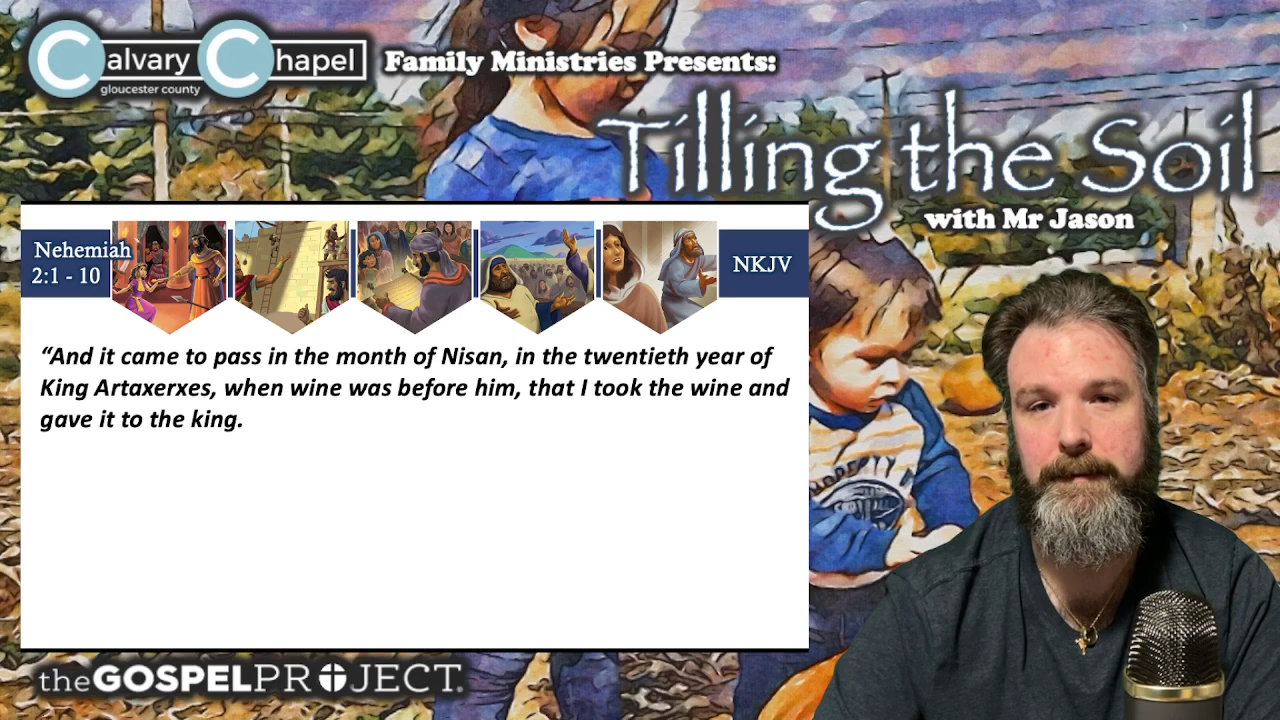 Calvary Chapel
gloucester county
Family Ministries Presents:
Tilling the Soil
with Mr Jason
Nehemiah
2:1 - 10
NKJV
“And it came to pass in the month of Nisan, in the twentieth year of
King Artaxerxes, when wine was before him, that I took the wine and
gave it to the king.
theGOSPELPROJECT®